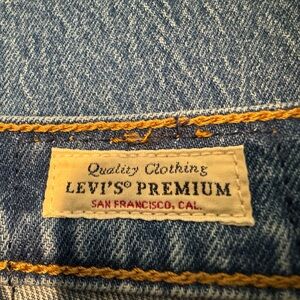 Quality Clothing
LEVI'S® PREMIUM
SAN FRANCISCO, CAL.